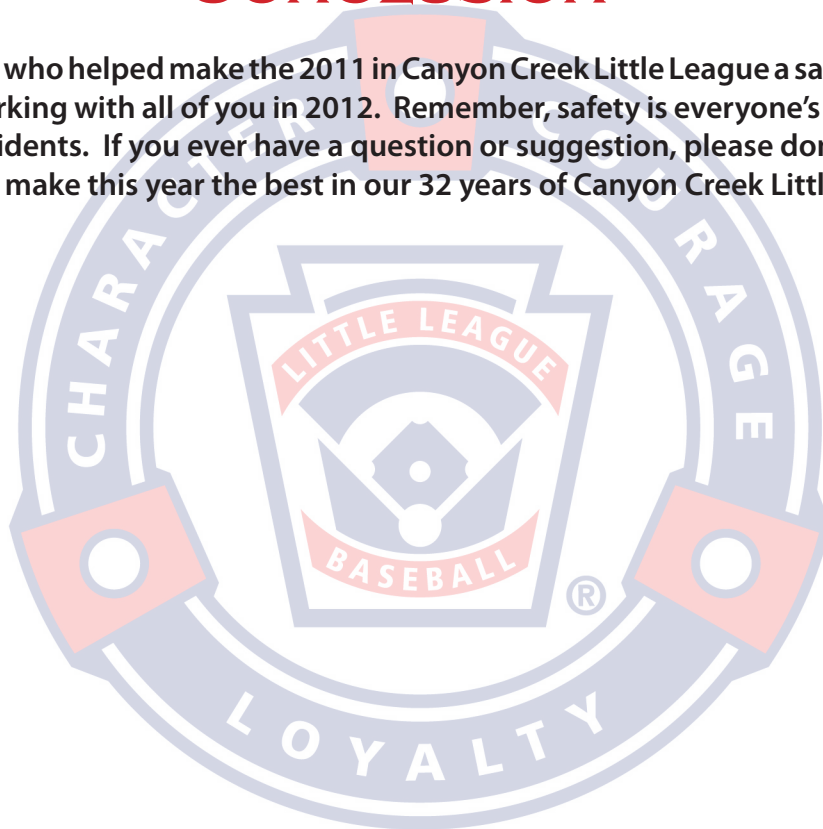 CONCLUSION
who helped make the 2011 in Canyon Creek Little League a sa
rking with all of you in 2012. Remember, safety is everyone's
idents. If you ever have a question or suggestion, please don
make this year the best in our 32 years of Canyon Creek Littl
CHARACTER
COURAGE
LITTLE LEAGUE
BASEBALL
®
LOYALTY